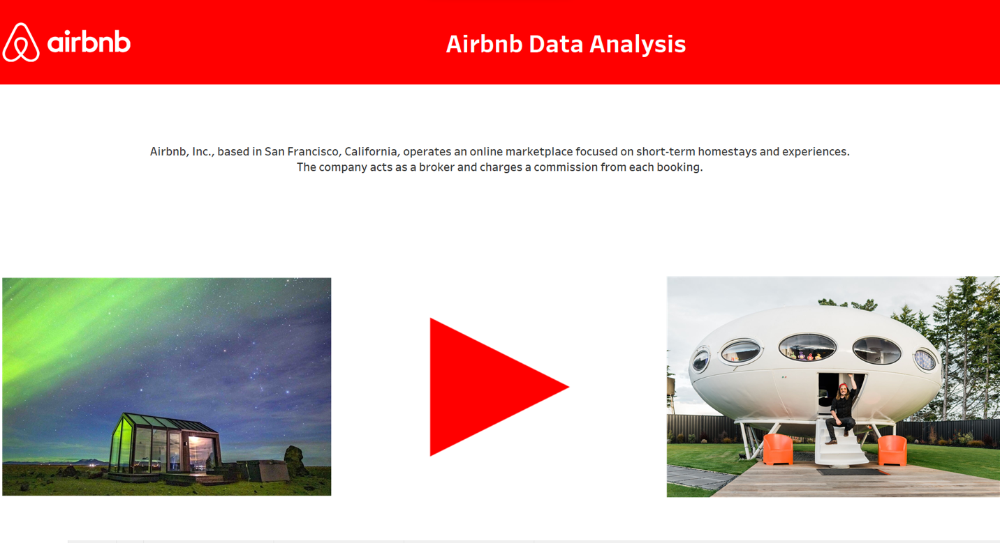 airbnb
Airbnb Data Analysis
Airbnb, Inc., based in San Francisco, California, operates an online marketplace focused on short-term homestays and experiences.
The company acts as a broker and charges a commission from each booking.